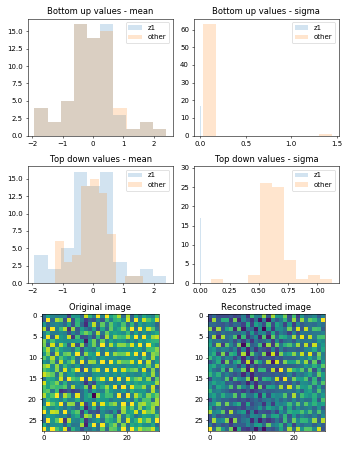 Bottom up values - mean
Bottom up values - sigma
z1
other
z1
other
15.0
12.5
10.0
7.5
5.0
2.5
0.0
−2 −1 0 1 2
60
50
40
30
20
10
0
0.0 0.5 1.0 1.5
Top down values - mean
Top down values - sigma
z1
other
z1
other
15.0
12.5
10.0
7.5
5.0
2.5
0.0
−2 −1 0 1 2
30
25
20
15
10
5
0
0.00 0.25 0.50 0.75 1.00
Original image
Reconstructed image
0
5
10
15
20
25
0 10 20
0
5
10
15
20
25
0 10 20